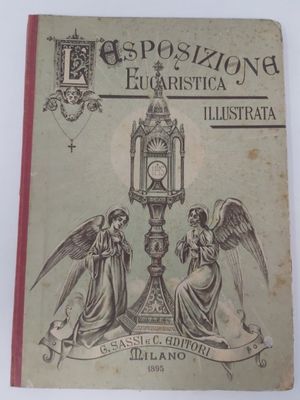 L'ESPOSIZIONE
EUCARISTICA
ILLUSTRATA
G. SASSI e C. EDITORI
MILANO
1895